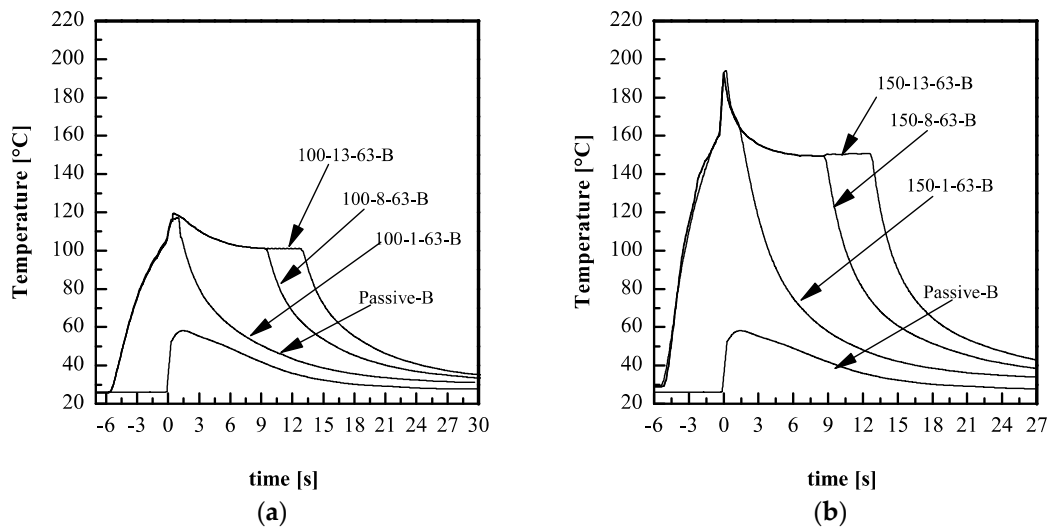 220
200
180
160
140
120
100
80
60
40
20
Temperature [°C]
100-13-63-B
100-8-63-B
100-1-63-B
Passive-B
-6 -3 0 3 6 9 12 15 18 21 24 27 30
time [s]
(a)
220
200
180
160
140
120
100
80
60
40
20
Temperature [°C]
150-13-63-B
150-8-63-B
150-1-63-B
Passive-B
-6 -3 0 3 6 9 12 15 18 21 24 27
time [s]
(b)